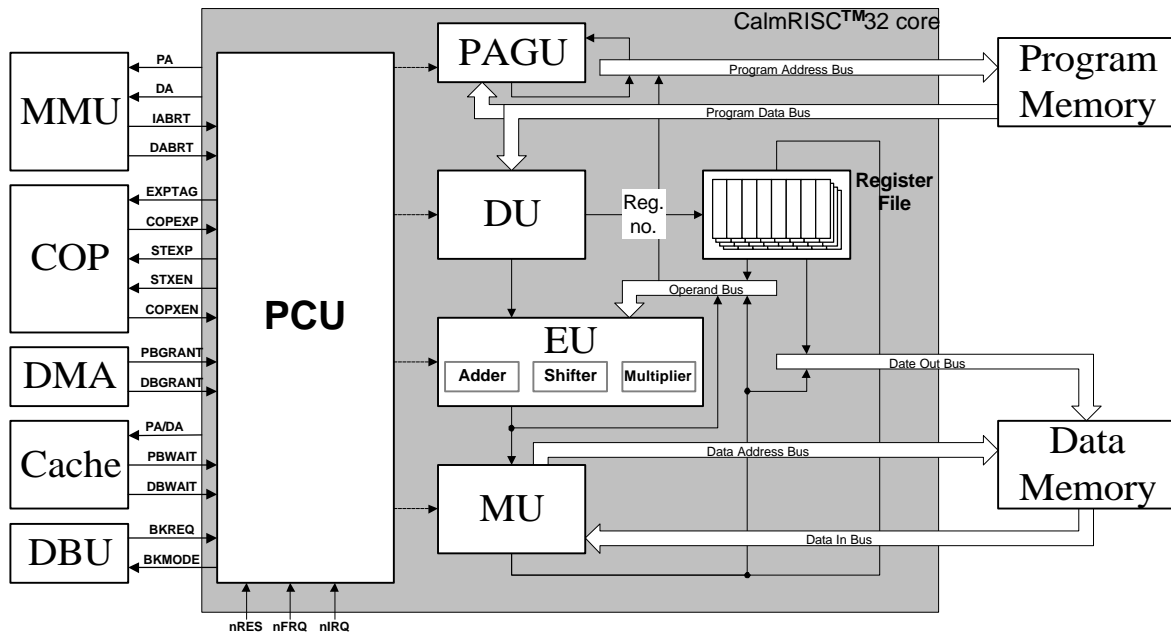 CalmRISC™32 core
MMU
PA
DA
IABRT
DABRT
COP
EXPTAG
COPEXP
STEXP
STXEN
COPXEN
DMA
PBGRANT
DBGRANT
Cache
PA/DA
PBWAIT
DBWAIT
DBU
BKREQ
BKMODE
PCU
nRES nFRQ nIRQ
PAGU
Program Address Bus
Program Data Bus
Program
Memory
DU
Reg.
no.
Register
File
Operand Bus
EU
Adder Shifter Multiplier
Date Out Bus
Data Address Bus
MU
Data In Bus
Data
Memory